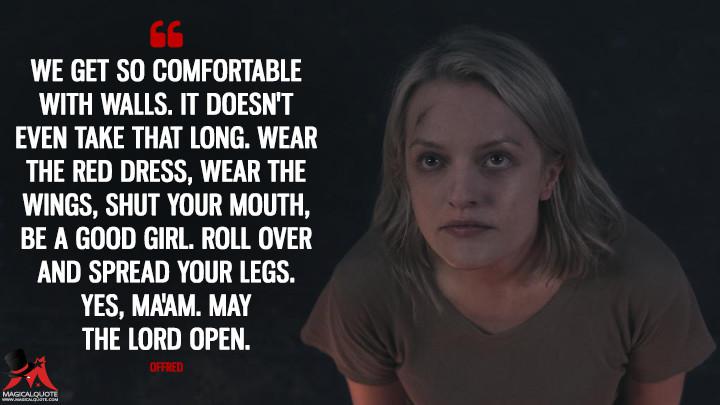 WE GET SO COMFORTABLE
WITH WALLS. IT DOESN'T
EVEN TAKE THAT LONG. WEAR
THE RED DRESS, WEAR THE
WINGS, SHUT YOUR MOUTH,
BE A GOOD GIRL. ROLL OVER
AND SPREAD YOUR LEGS.
YES, MA'AM. MAY
THE LORD OPEN.
OFFRED
MAGICALQUOTE
WWW.MAGICALQUOTE.COM